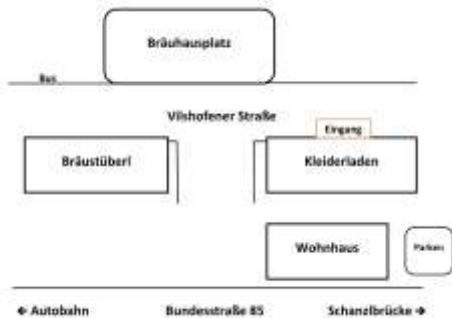 Bräuhausplatz
Bus
Vilshofener Straße
Eingang
Bräustüberl
Kleiderladen
Wohnhaus
Parken
← Autobahn Bundesstraße 85 Schanzlbrücke →